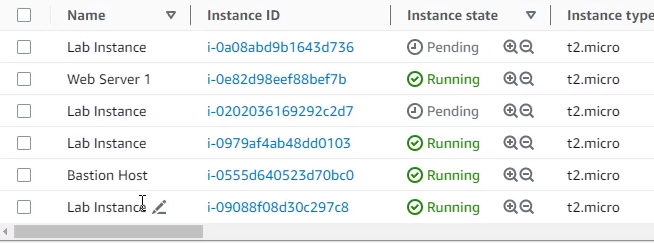 Name Instance ID Instance state Instance type
Lab Instance i-0a08abd9b1643d736 Pending t2.micro
Web Server 1 i-0e82d98eef88bef7b Running t2.micro
Lab Instance i-0202036169292c2d7 Pending t2.micro
Lab Instance i-0979af4ab48dd0103 Running t2.micro
Bastion Host i-0555d640523d70bc0 Running t2.micro
Lab Instance i-09088f08d30c297c8 Running t2.micro